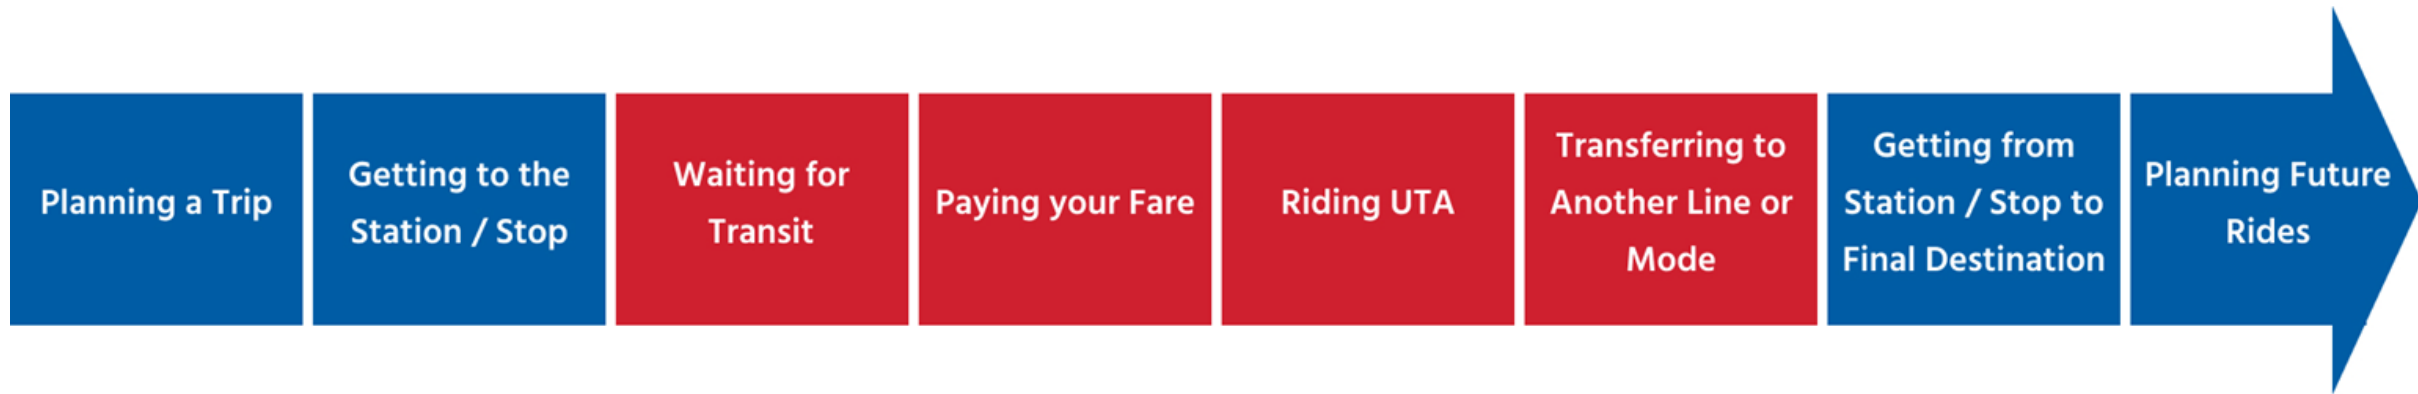 Planning a Trip
Getting to the
Station / Stop
Waiting for
Transit
Paying your Fare
Riding UTA
Transferring to
Another Line or
Mode
Getting from
Station / Stop to
Final Destination
Planning Future
Rides